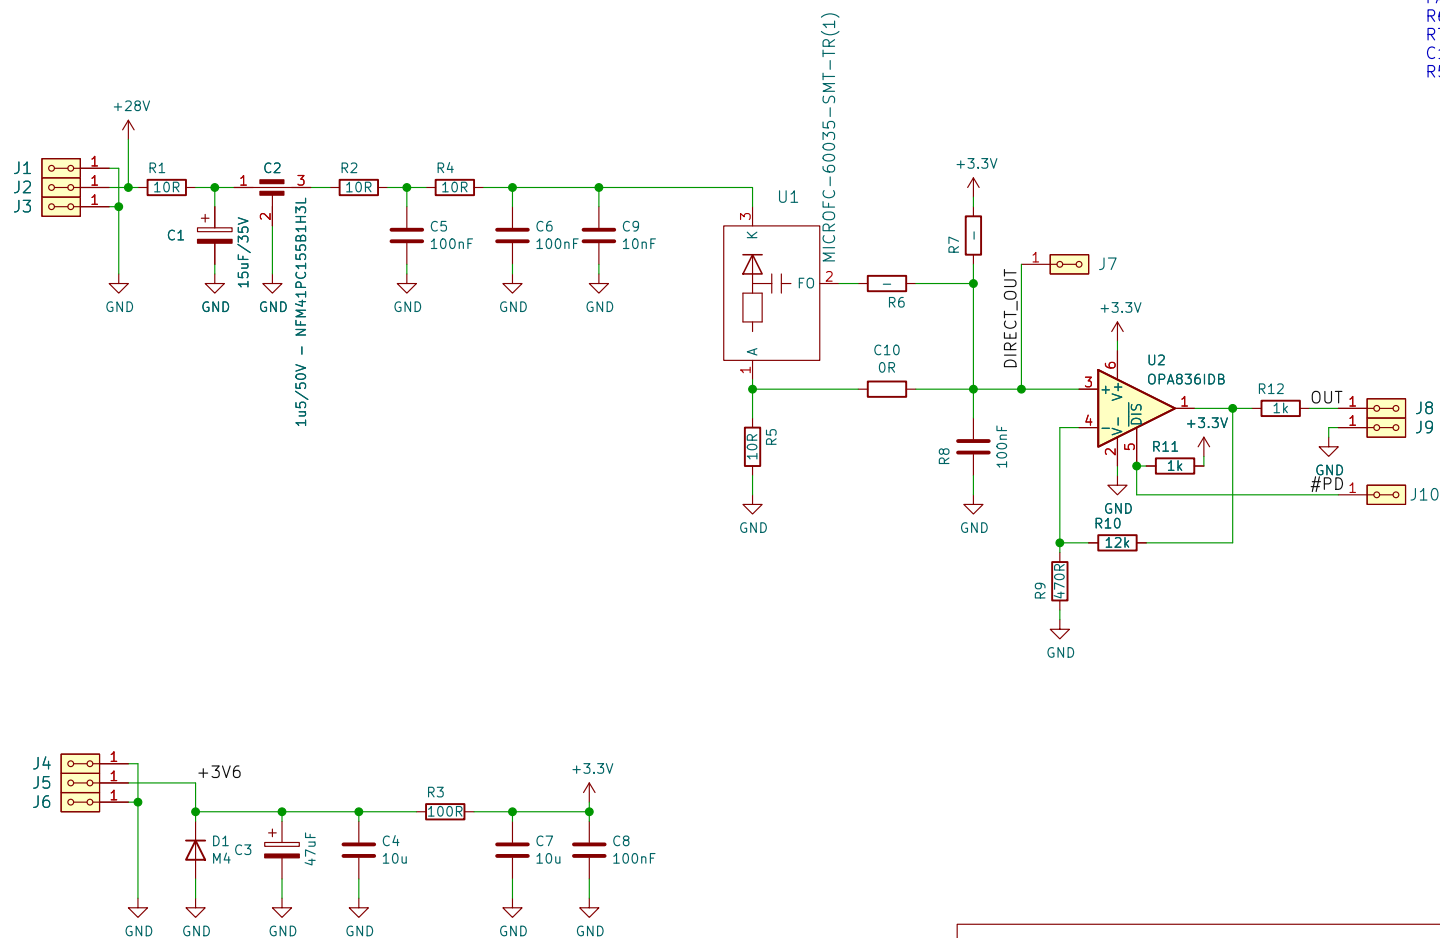 +28V
J1
J2
J3
1
1
1
R1
10R
C1
+
15uF/35V
GND
GND
C2
1
3
2
GND
1u5/50V - NFM41PC155B1H3L
R2
10R
R4
10R
C5
100nF
GND
C6
100nF
GND
C9
10nF
GND
U1
MICROFC-60035-SMT-TR(1)
3
K
FO
2
A
1
R6
-
R7
-
+3.3V
C10
0R
R5
10R
GND
R8
100nF
GND
DIRECT_OUT
1
J7
+3.3V
U2
OPA836IDB
6
V+
3
+
4
-
V-
2
DIS
5
1
GND
R11
1k
+3.3V
R12
1k
OUT
1
J8
1
J9
GND
#PD
1
J10
R10
12k
R9
470R
GND
R6
R7
R5
J4
J5
J6
1
1
1
+3V6
GND
D1
M4
GND
C3
+
47uF
GND
C4
10u
GND
R3
100R
C7
10u
GND
+3.3V
C8
100nF
GND